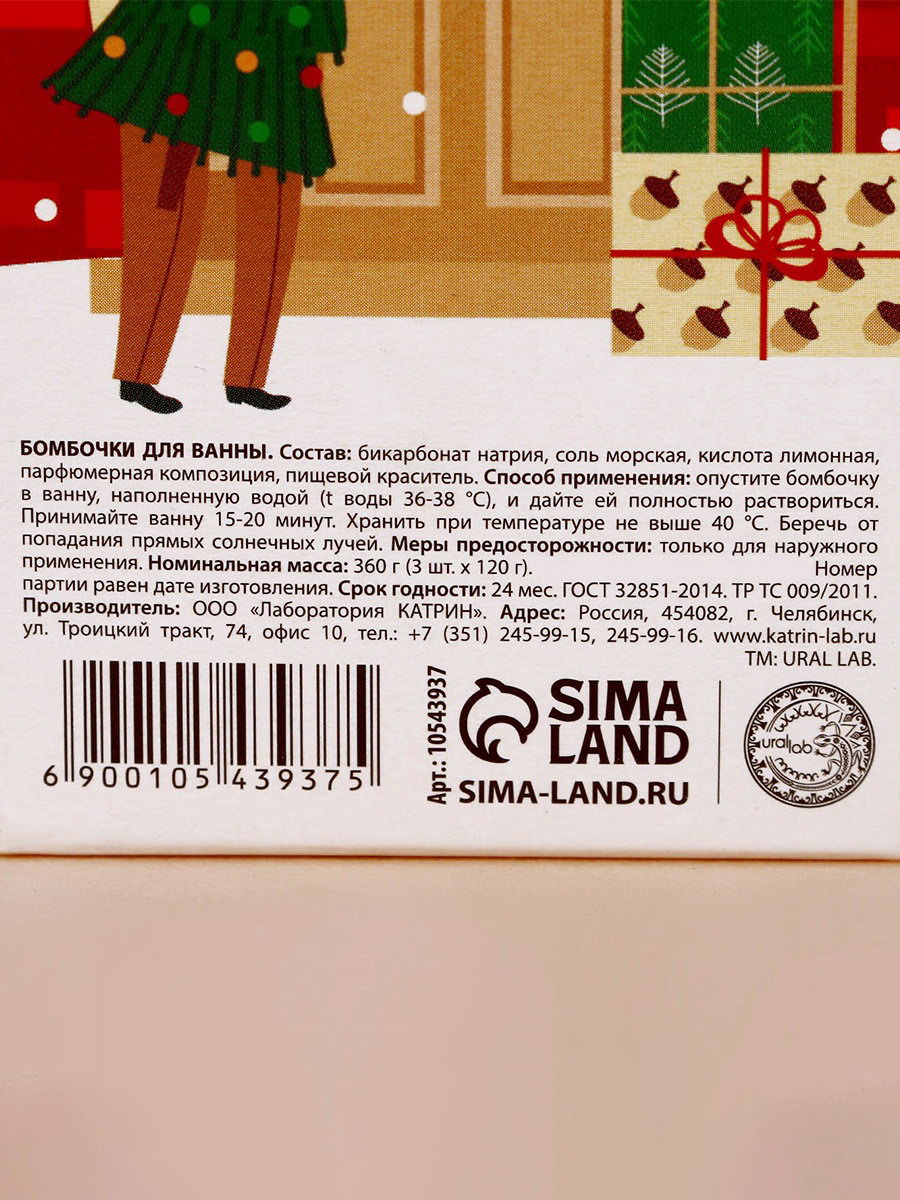 БОМБОЧКИ ДЛЯ ВАННЫ. Состав: бикарбонат натрия, соль морская, кислота лимонная,
парфюмерная композиция, пищевой краситель. Способ применения: опустите бомбочку
в ванну, наполненную водой (t воды 36-38 °C), и дайте ей полностью раствориться.
Принимайте ванну 15-20 минут. Хранить при температуре не выше 40 °C. Беречь от
попадания прямых солнечных лучей. Меры предосторожности: только для наружного
применения. Номинальная масса: 360 г (3 шт. х 120 г). Номер
партии равен дате изготовления. Срок годности: 24 мес. ГОСТ 32851-2014. ТР ТС 009/2011.
Производитель: ООО «Лаборатория КАТРИН». Адрес: Россия, 454082, г. Челябинск,
ул. Троицкий тракт, 74, офис 10, тел.: +7 (351) 245-99-15, 245-99-16. www.katrin-lab.ru
TM: URAL LAB.
6 900105 439375
Арт.: 10543937
SIMA
LAND
SIMA-LAND.RU
urallab